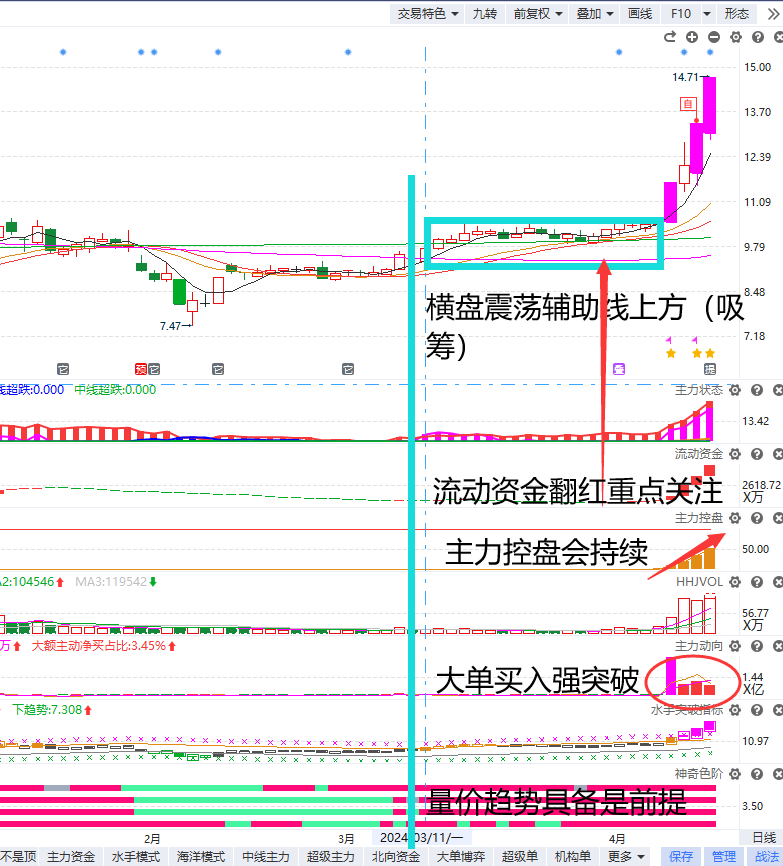 交易特色 九转 前复权 叠加 画线 F10 形态
15.00
14.71
自
13.70
12.39
11.09
9.79
8.48
横盘震荡辅助线上方（吸
筹）
7.47
7.18
预
线超跌:0.000 中线超跌:0.000
主力状态
13.42
流动资金
2618.72
X万
流动资金翻红重点关注
主力控盘
50.00
主力控盘会持续
A2:104546 MA3:119542
HHJVOL
56.77
X万
万 大额主动净买占比:3.45%
主力动向
1.44
X亿
大单买入强突破
下趋势:7.308
水手突破指标
10.97
神奇色阶
3.50
量价趋势具备是前提
2月 3月 2024/03/11/一 4月 日线
不是顶 主力资金 水手模式 海洋模式 中线主力 超级主力 北向资金 大单博弈 超级单 机构单 更多 保存 管理 战法